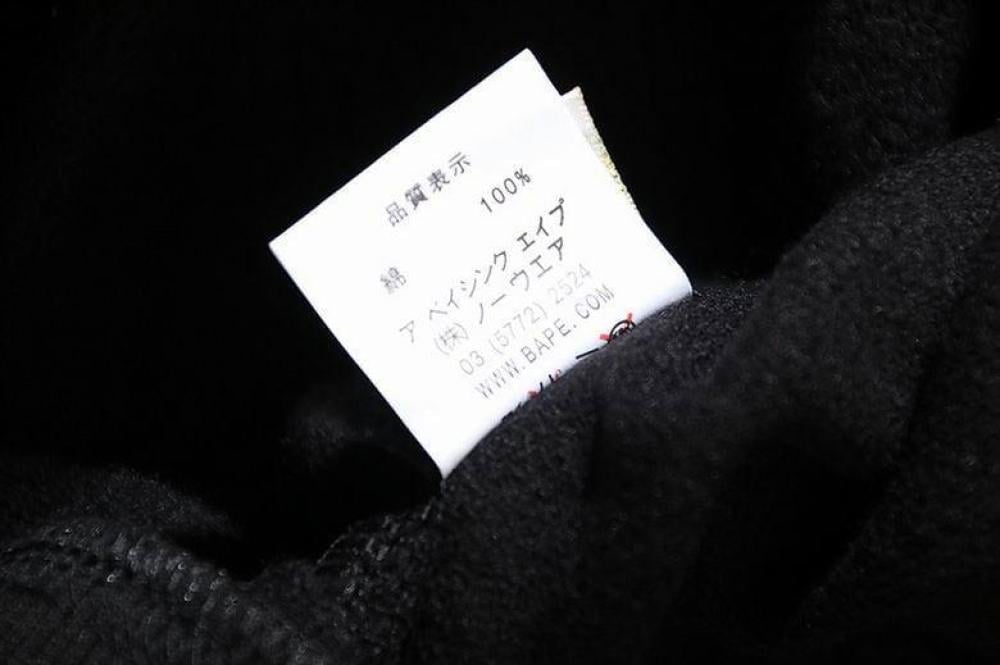 品質表示
綿 100%
ア ベイシング エイプ
(株) ノーウエア
03 (5772) 2524
WWW.BAPE.COM